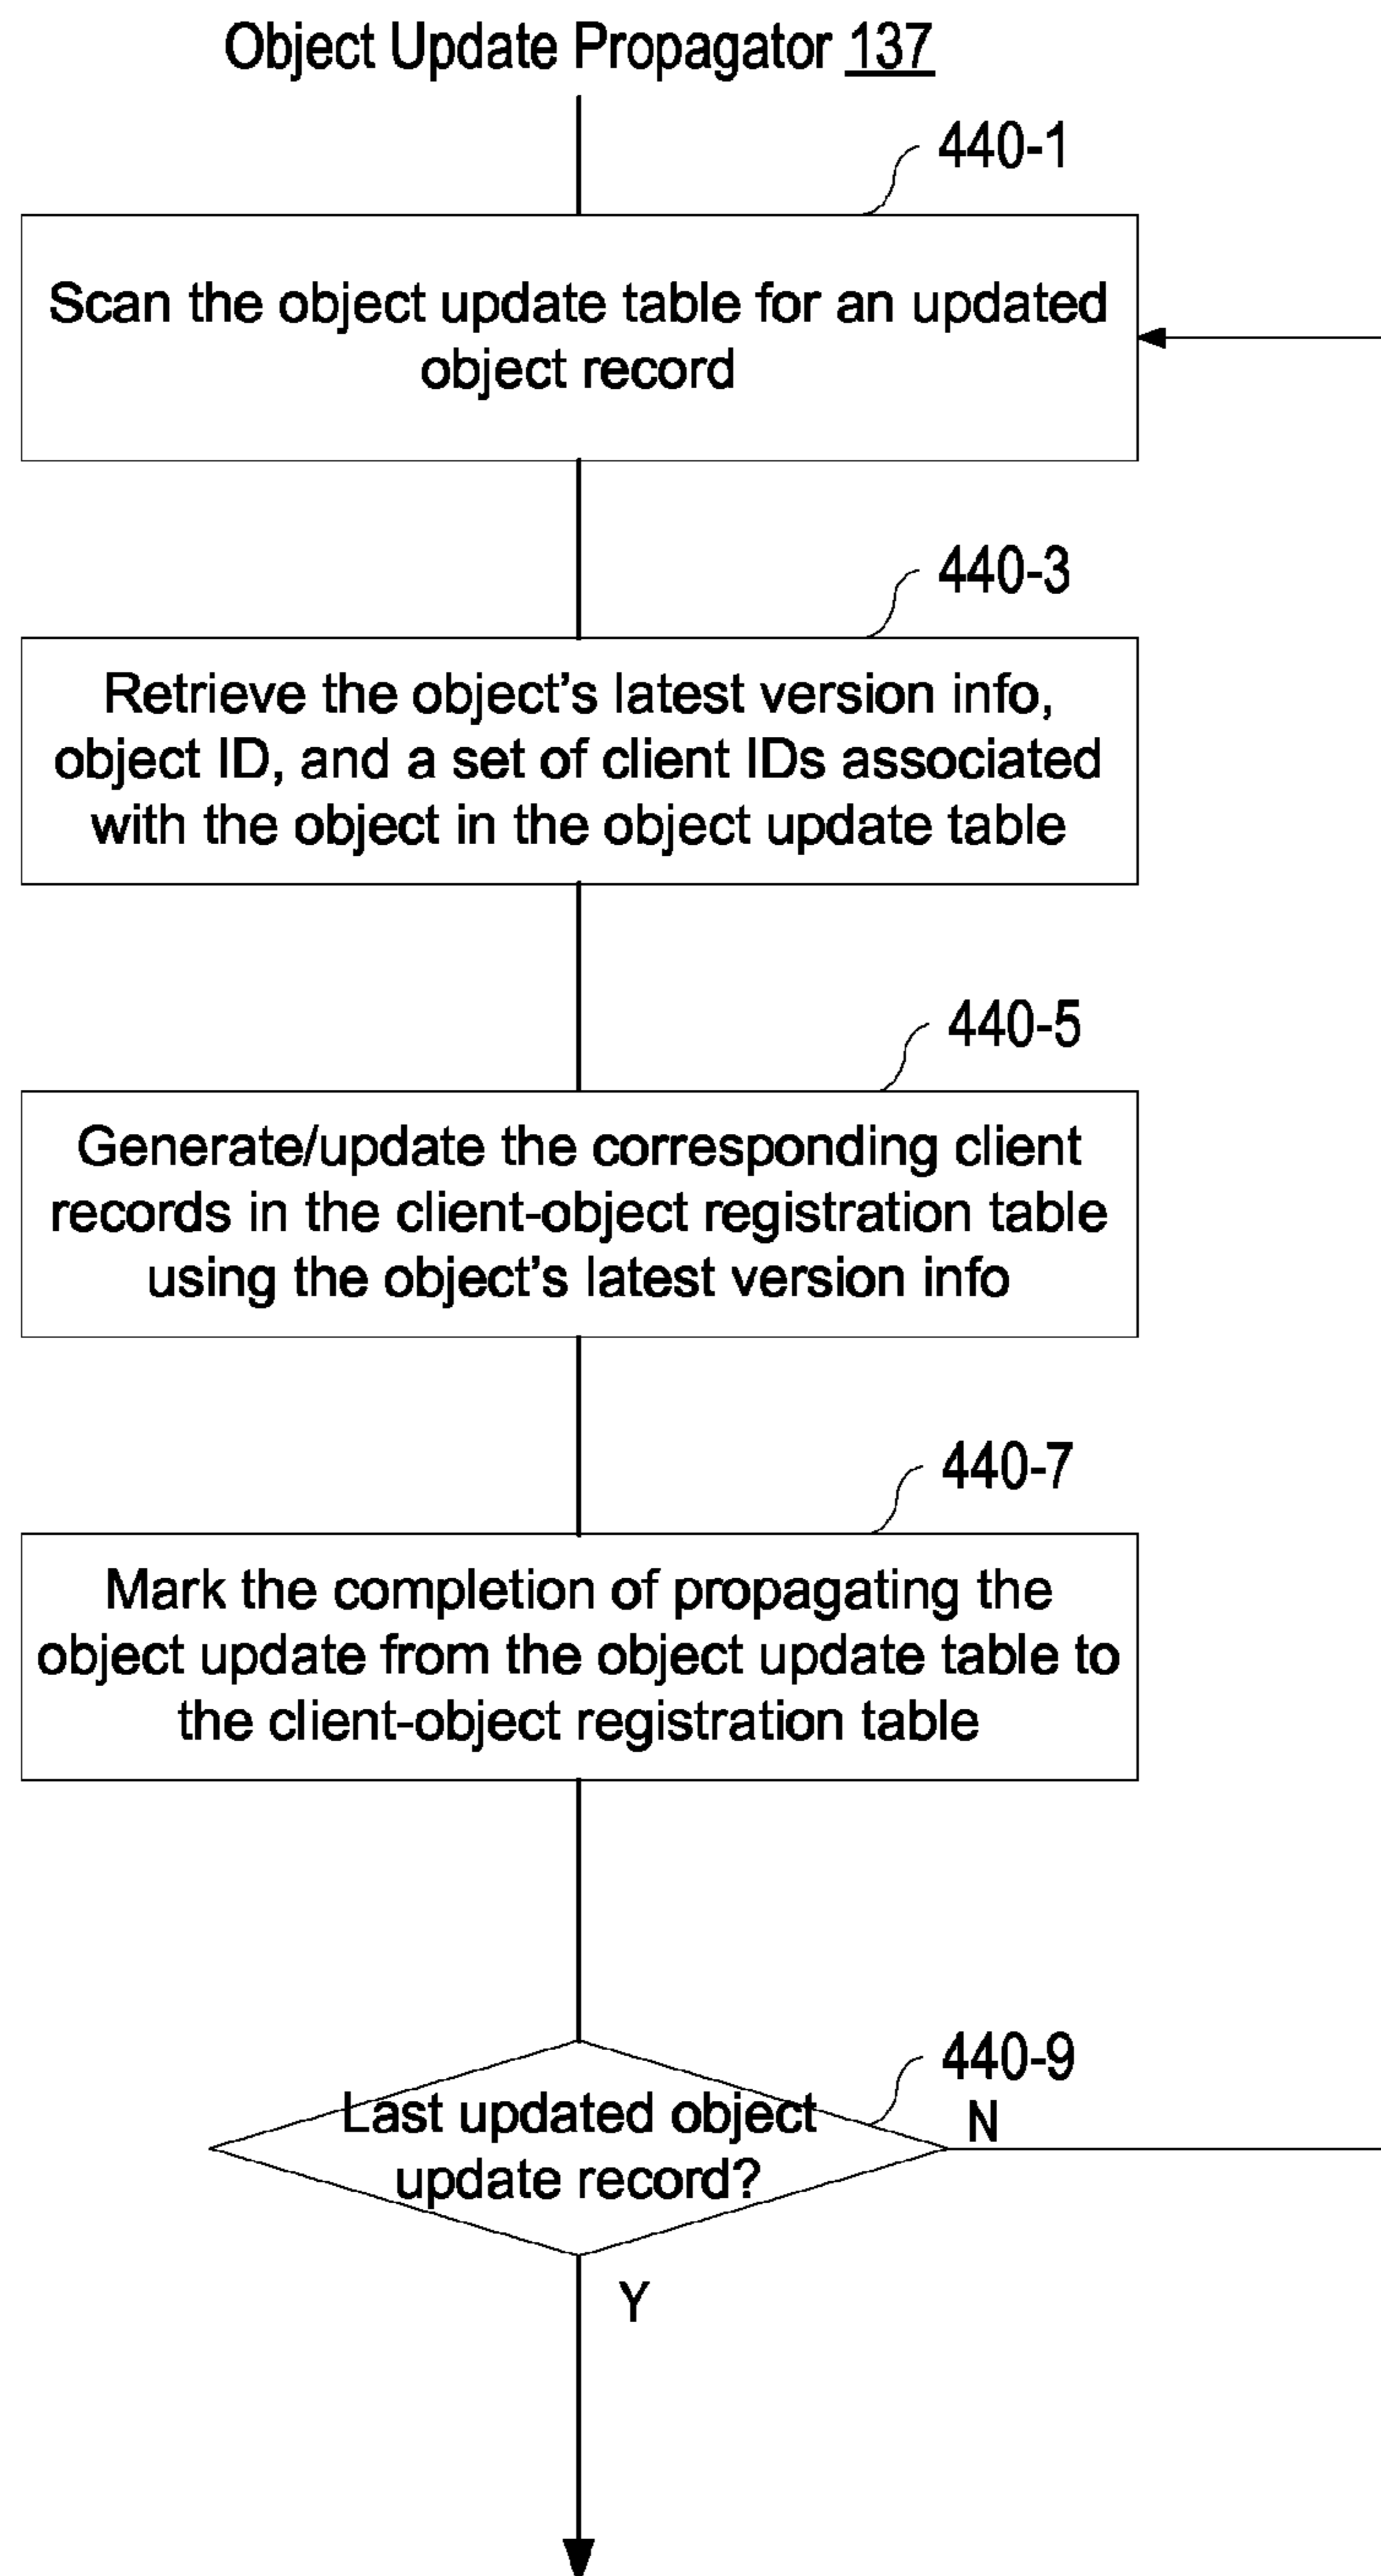 Object Update Propagator 137
440-1
Scan the object update table for an updated
object record
440-3
Retrieve the object’s latest version info,
object ID, and a set of client IDs associated
with the object in the object update table
440-5
Generate/update the corresponding client
records in the client-object registration table
using the object’s latest version info
440-7
Mark the completion of propagating the
object update from the object update table to
the client-object registration table
440-9
Last updated object
update record?
N
Y